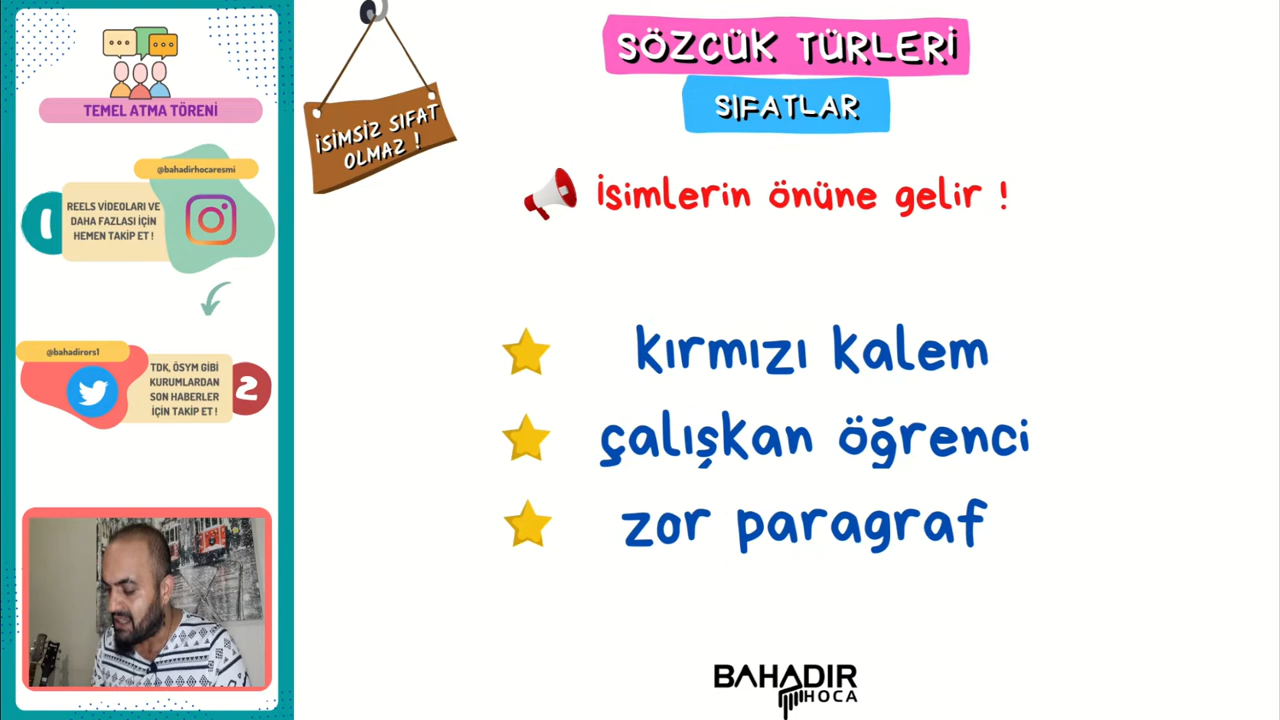 TEMEL ATMA TÖRENİ
@bahadirhocaresmi
1
REELS VİDEOLARI VE
DAHA FAZLASI İÇİN
HEMEN TAKİP ET !
@bahadirors1
TDK, ÖSYM GİBİ
KURUMLARDAN
SON HABERLER
İÇİN TAKİP ET !
2
İSİMSİZ SIFAT
OLMAZ !
SÖZCÜK TÜRLERİ
SIFATLAR
İsimlerin önüne gelir !
kırmızı kalem
çalışkan öğrenci
zor paragraf
BAHADIR
HOCA